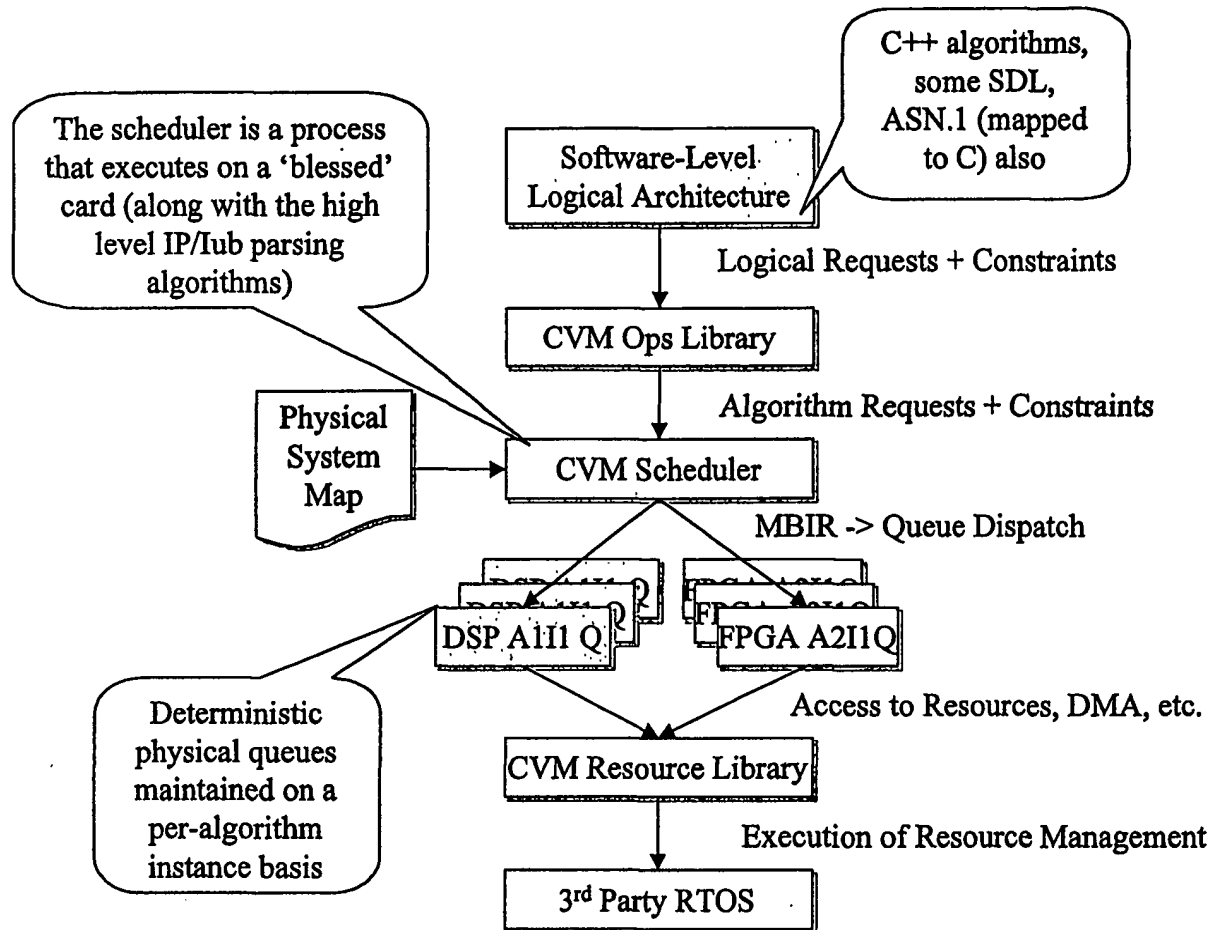 C++ algorithms,
some SDL,
ASN.1 (mapped
to C) also
The scheduler is a process
that executes on a ‘blessed’
card (along with the high
level IP/Iub parsing
algorithms)
Software-Level
Logical Architecture
Logical Requests + Constraints
CVM Ops Library
Algorithm Requests + Constraints
Physical
System
Map
CVM Scheduler
MBIR -> Queue Dispatch
DSP A1I1 Q
FPGA A2I1Q
Deterministic
physical queues
maintained on a
per-algorithm
instance basis
Access to Resources, DMA, etc.
CVM Resource Library
Execution of Resource Management
3rd Party RTOS